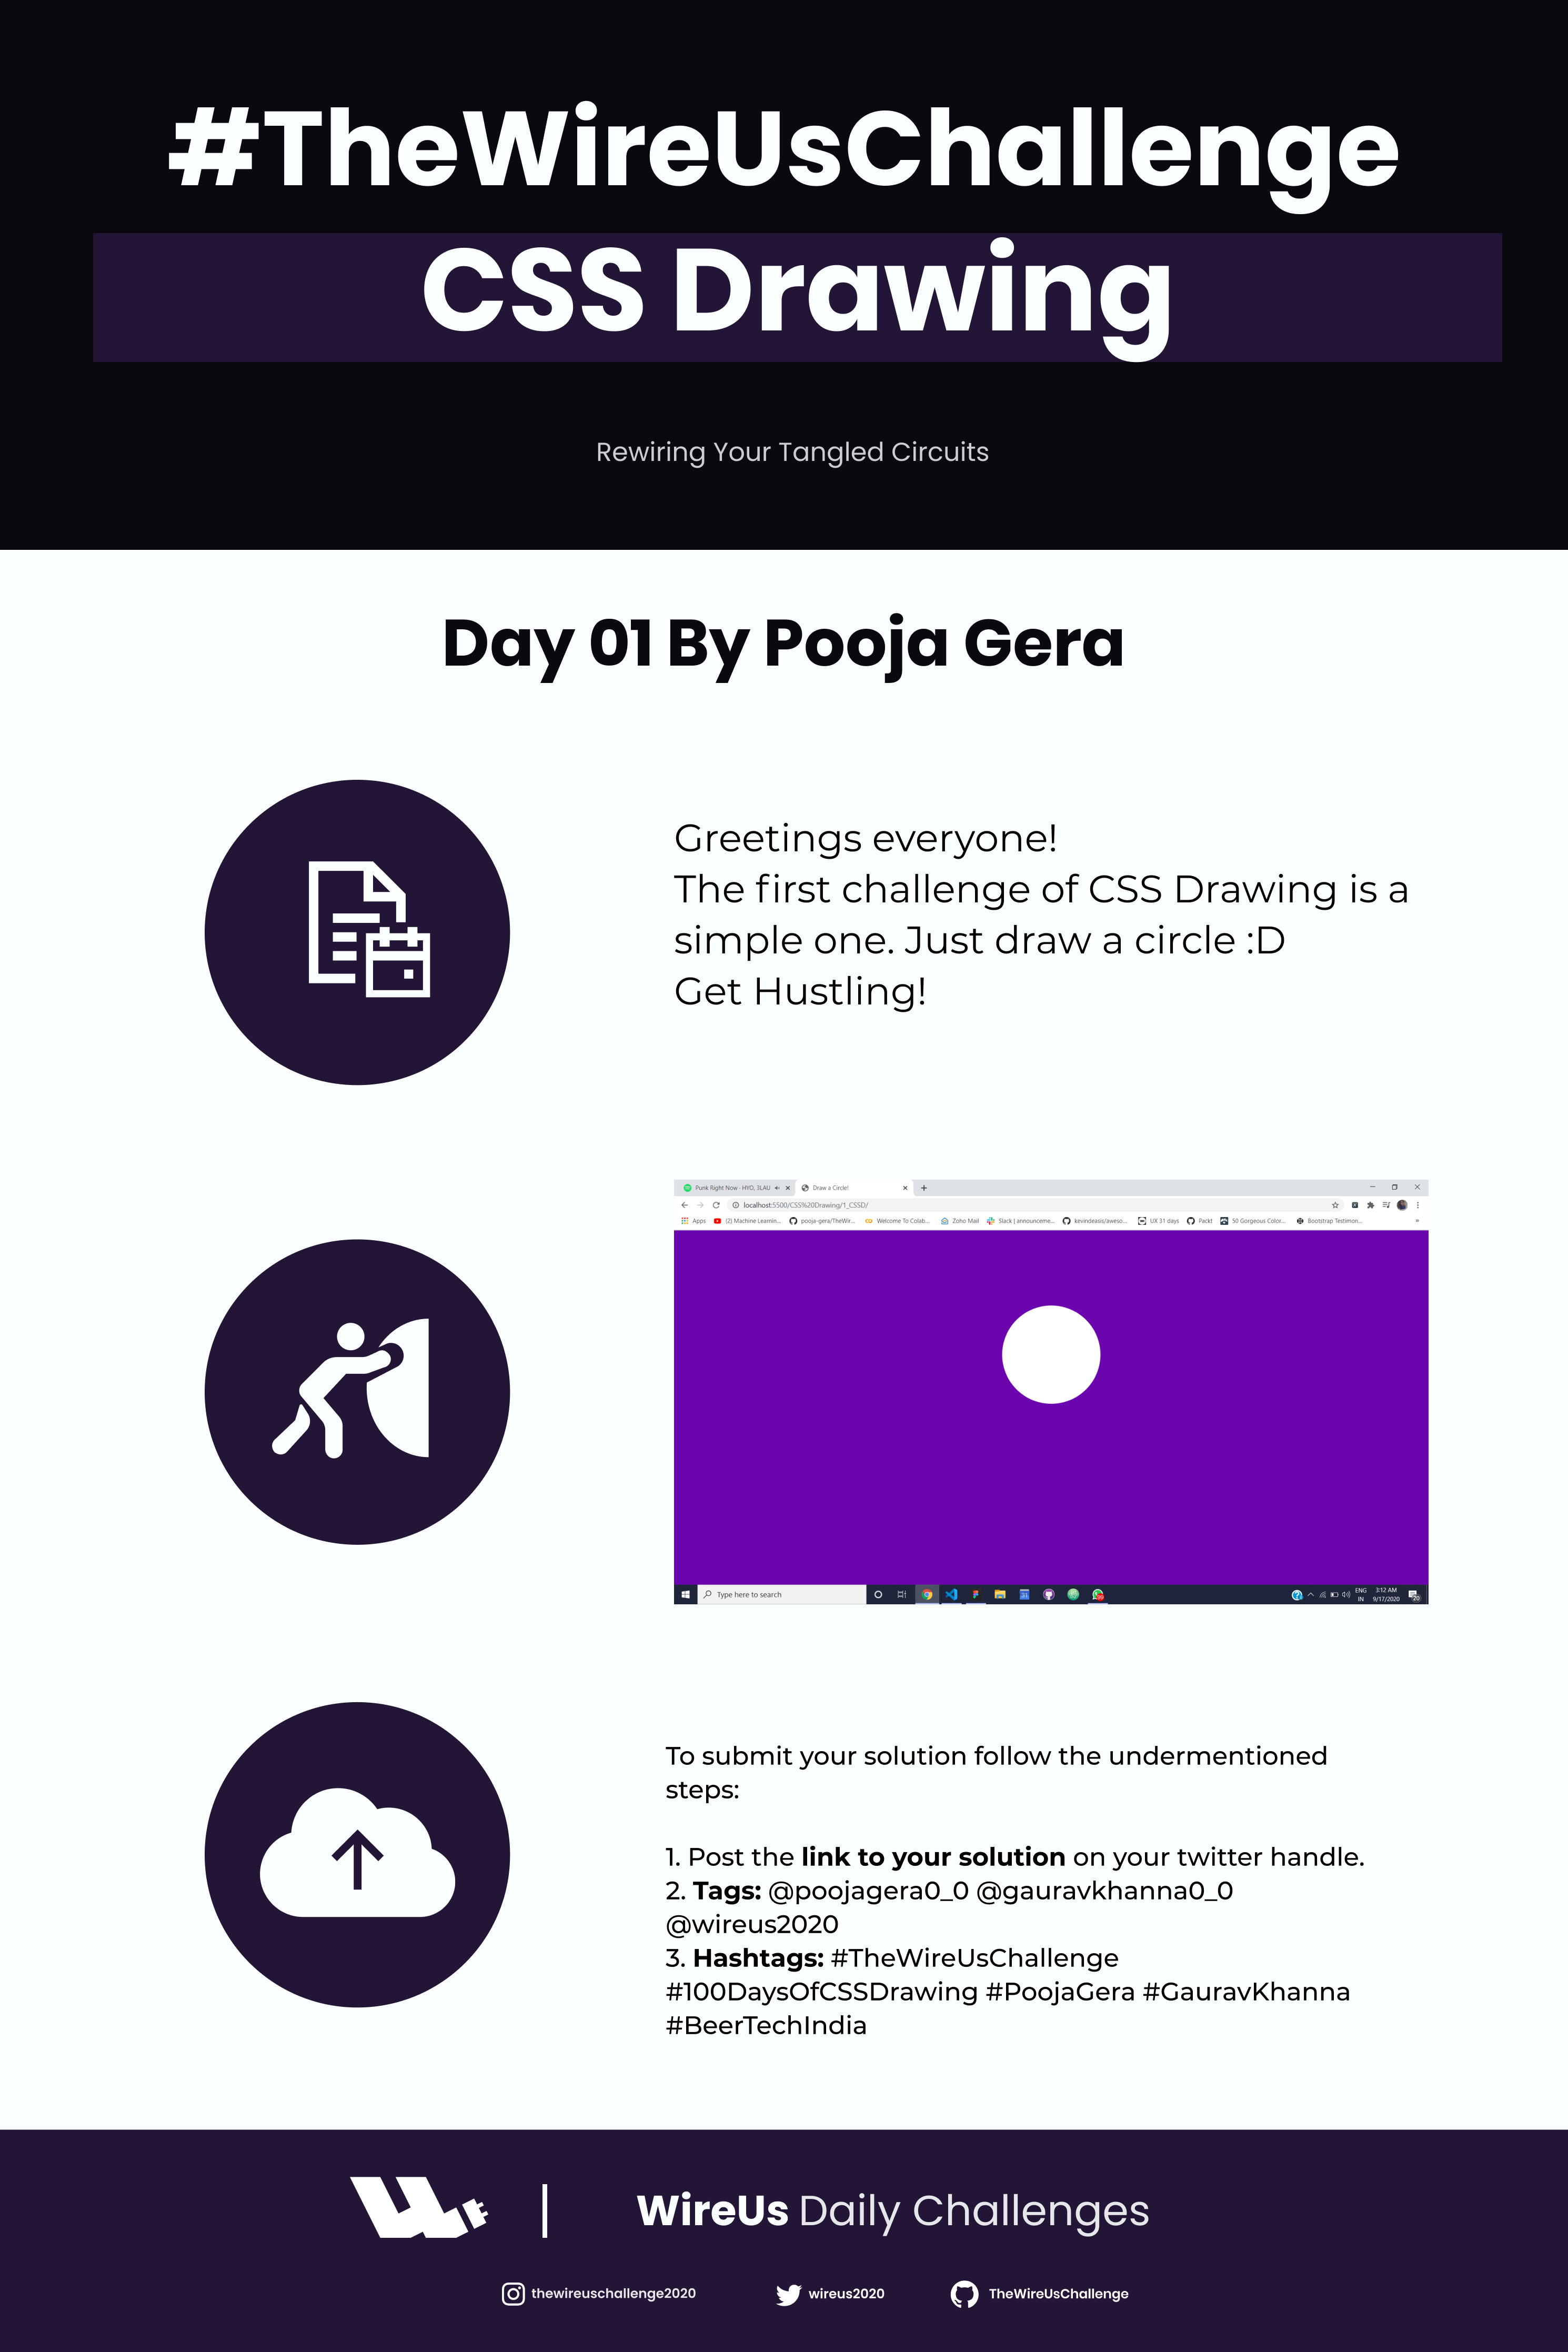 #TheWireUsChallenge
CSS Drawing
Rewiring Your Tangled Circuits
Day 01 By Pooja Gera
Greetings everyone!
The first challenge of CSS Drawing is a
simple one. Just draw a circle :D
Get Hustling!
Punk Right Now · HYO, 3LAU
Draw a Circle!
localhost:5500/CSS%20Drawing/1_CSSD/
Apps (2) Machine Learnin... pooja-gera/TheWir... Welcome To Colab... Zoho Mail Slack | announceme... kevindeasis/aweso... UX 31 days Packt 50 Gorgeous Color... Bootstrap Testimon...
Type here to search
ENG 3:12 AM
IN 9/17/2020
To submit your solution follow the undermentioned
steps:
1. Post the link to your solution on your twitter handle.
2. Tags: @poojagera0_0 @gauravkhanna0_0
@wireus2020
3. Hashtags: #TheWireUsChallenge
#100DaysOfCSSDrawing #PoojaGera #GauravKhanna
#BeerTechIndia
WireUs Daily Challenges
thewireuschallenge2020 wireus2020 TheWireUsChallenge